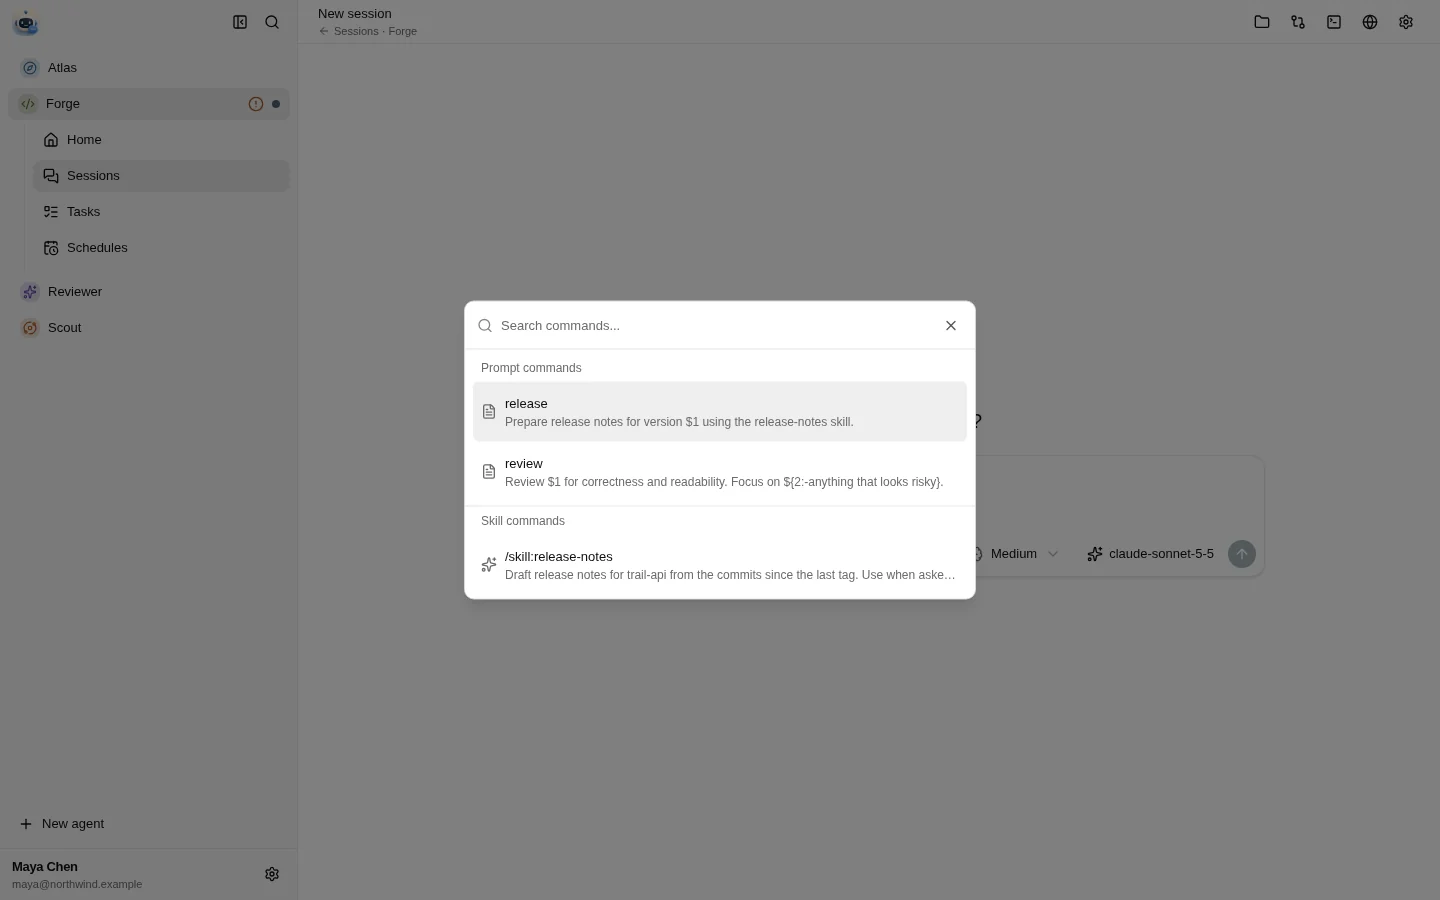 New session
Sessions · Forge
Atlas
Forge
Home
Sessions
Tasks
Schedules
Reviewer
Scout
Search commands...
Prompt commands
release
Prepare release notes for version $1 using the release-notes skill.
review
Review $1 for correctness and readability. Focus on ${2:-anything that looks risky}.
Skill commands
/skill:release-notes
Draft release notes for trail-api from the commits since the last tag. Use when aske…
?
Medium
claude-sonnet-5-5
New agent
Maya Chen
maya@northwind.example